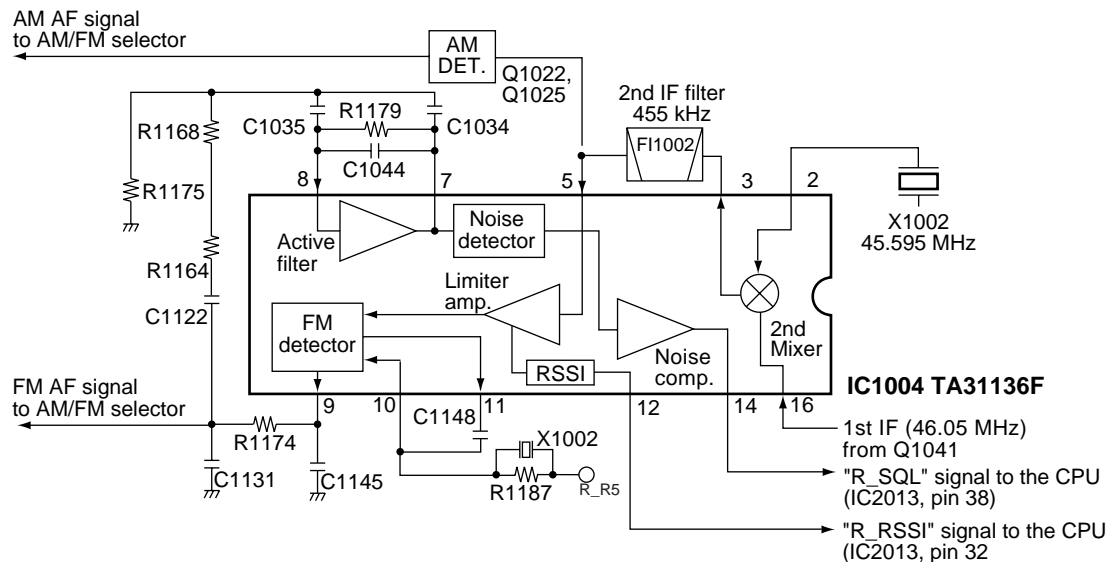 AM AF signal
to AM/FM selector
AM
DET.
Q1022,
Q1025
2nd IF filter
455 kHz
FI1002
R1168
C1035
R1179
C1034
C1044
R1175
8
7
5
3
2
X1002
45.595 MHz
Active
filter
Noise
detector
R1164
Limiter
amp.
C1122
FM
detector
2nd
Mixer
RSSI
Noise
comp.
IC1004 TA31136F
FM AF signal
to AM/FM selector
9
10
11
12
14
16
C1148
R1174
X1002
1st IF (46.05 MHz)
from Q1041
C1131
C1145
R1187
R_R5
"R_SQL" signal to the CPU
(IC2013, pin 38)
"R_RSSI" signal to the CPU
(IC2013, pin 32